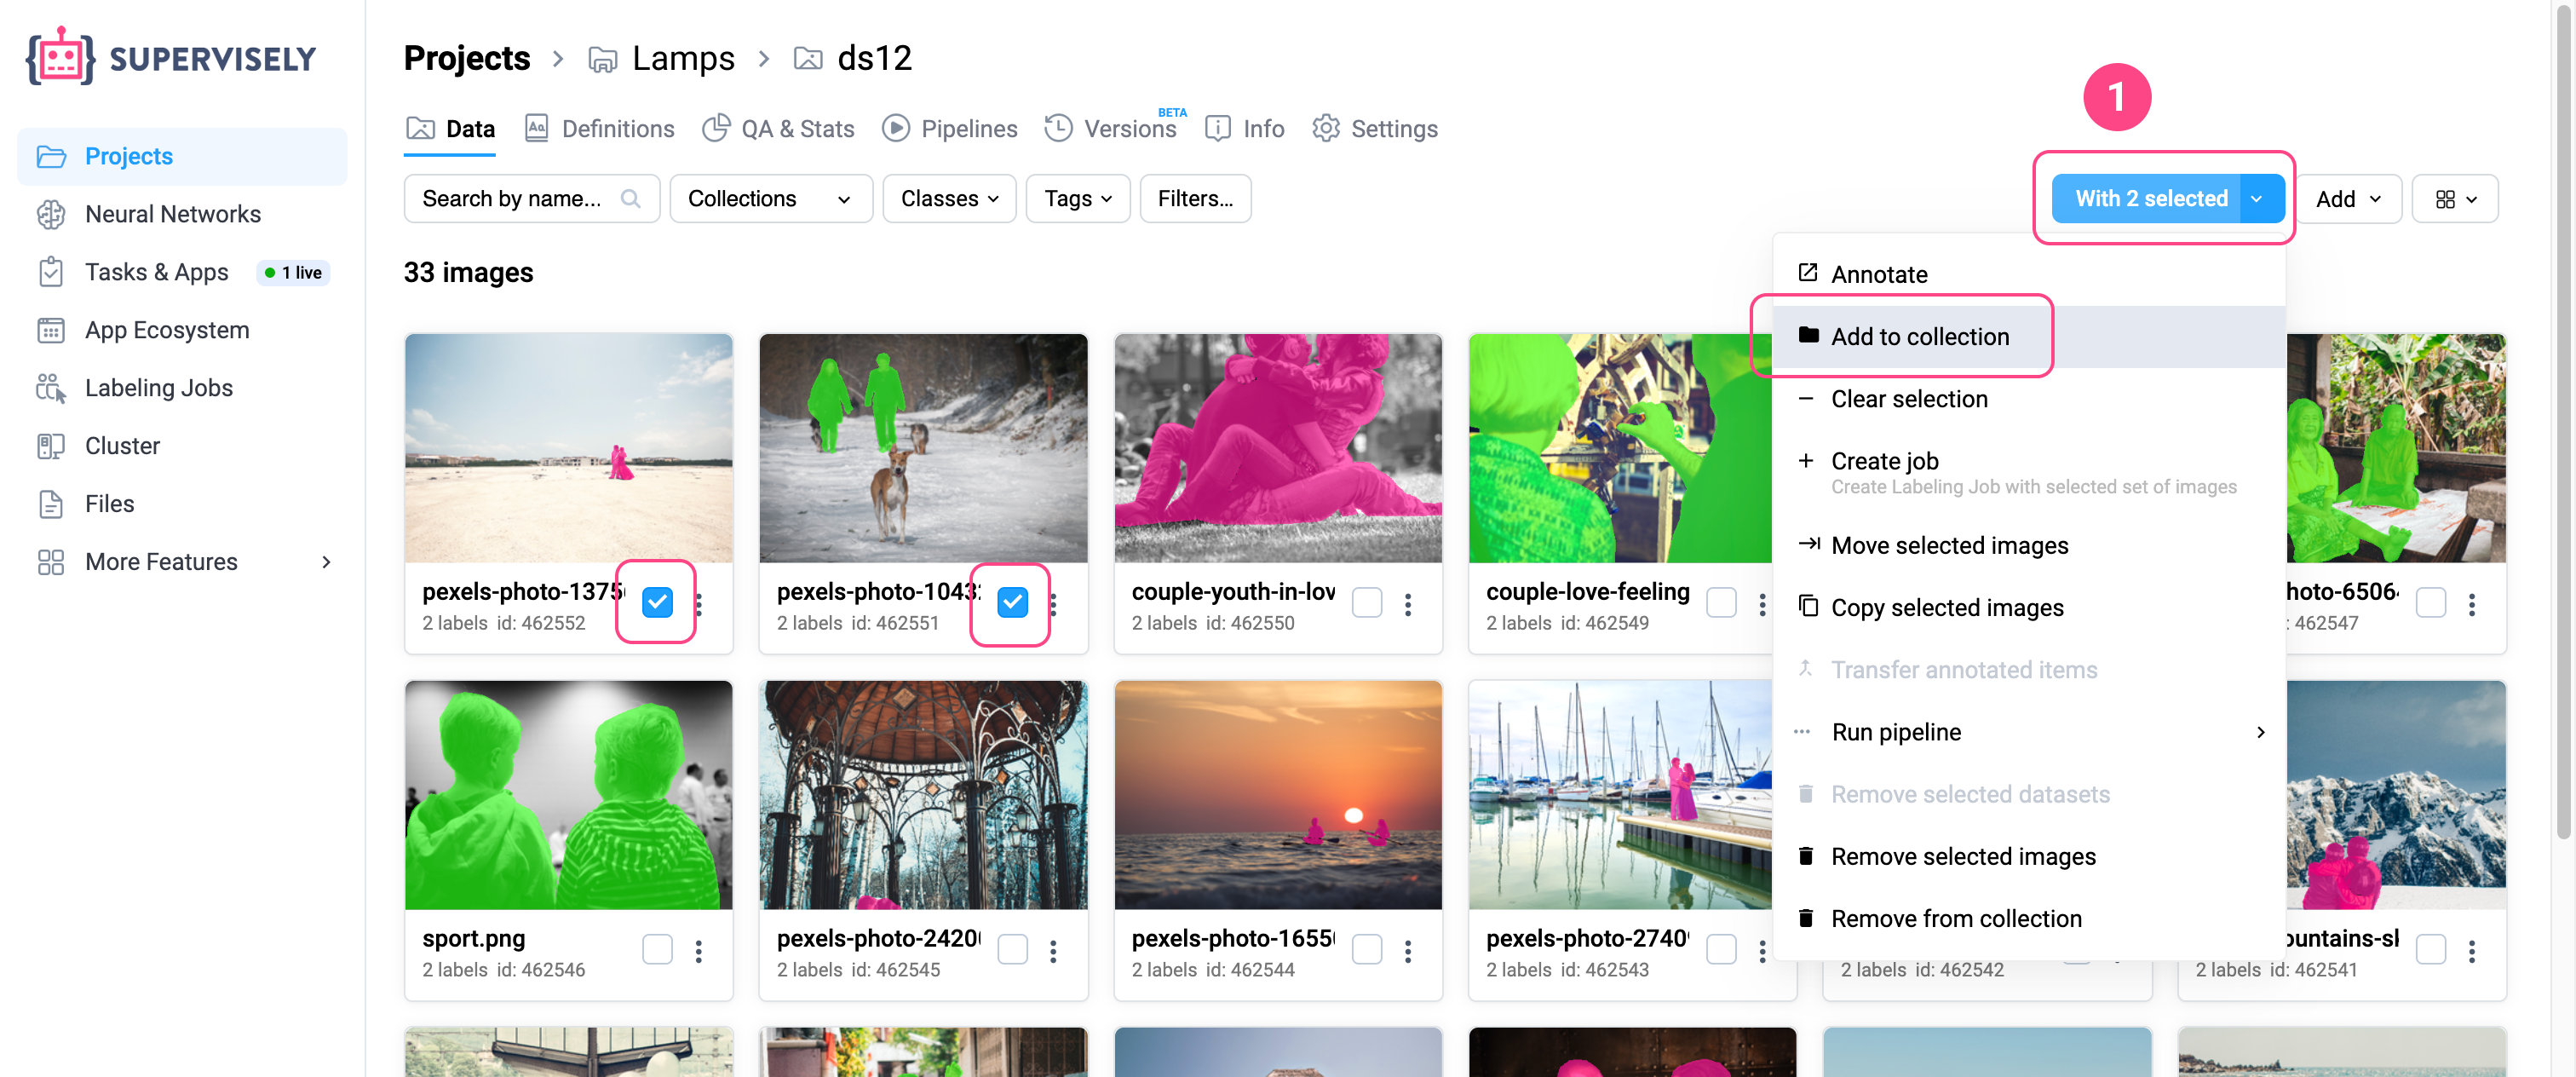 SUPERVISELY
Projects
Neural Networks
Tasks & Apps 1 live
App Ecosystem
Labeling Jobs
Cluster
Files
More Features
Projects > Lamps > ds12
Data Definitions QA & Stats Pipelines Versions BETA Info Settings
1
Search by name... Collections Classes Tags Filters... With 2 selected Add
33 images
Annotate
Add to collection
Clear selection
Create job
Create Labeling Job with selected set of images
Move selected images
Copy selected images
Transfer annotated items
Run pipeline
Remove selected datasets
Remove selected images
Remove from collection
pexels-photo-1375
2 labels id: 462552
pexels-photo-1043
2 labels id: 462551
couple-youth-in-lov
2 labels id: 462550
couple-love-feeling
2 labels id: 462549
hoto-6506
: 462547
sport.png
2 labels id: 462546
pexels-photo-2420
2 labels id: 462545
pexels-photo-1655
2 labels id: 462544
pexels-photo-2740
2 labels id: 462543
2 labels id: 462542
ountains-sl
2 labels id: 462541